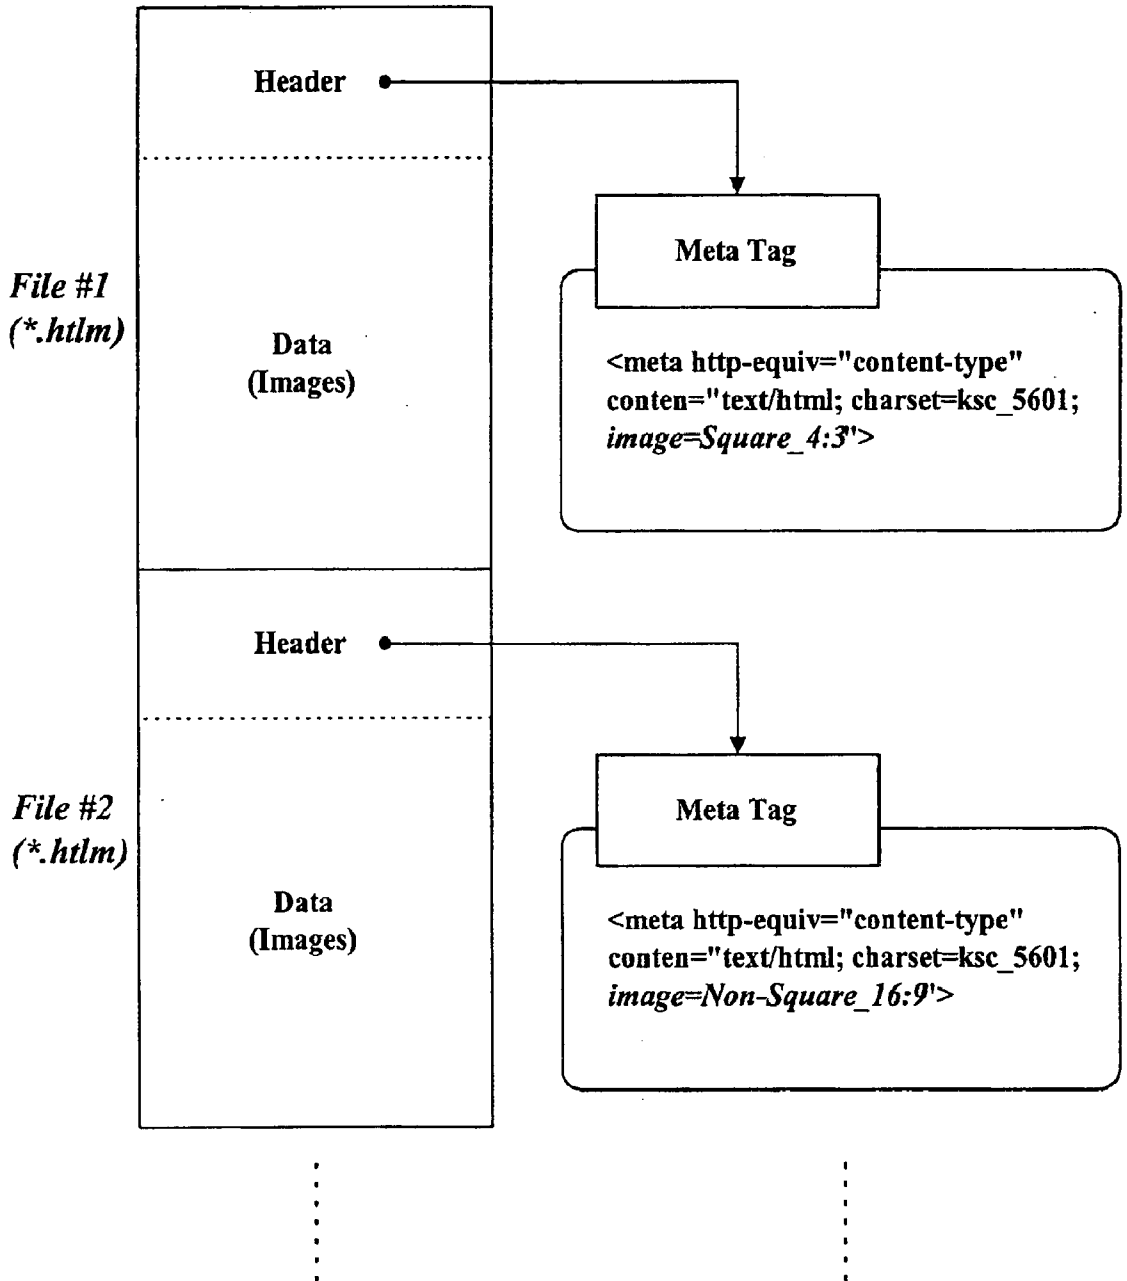 Header
Meta Tag
File #1
(*.htlm)
Data
(Images)
<meta http-equiv="content-type"
conten="text/html; charset=ksc_5601;
image=Square_4:3">
Header
Meta Tag
File #2
(*.htlm)
Data
(Images)
<meta http-equiv="content-type"
conten="text/html; charset=ksc_5601;
image=Non-Square_16:9'>